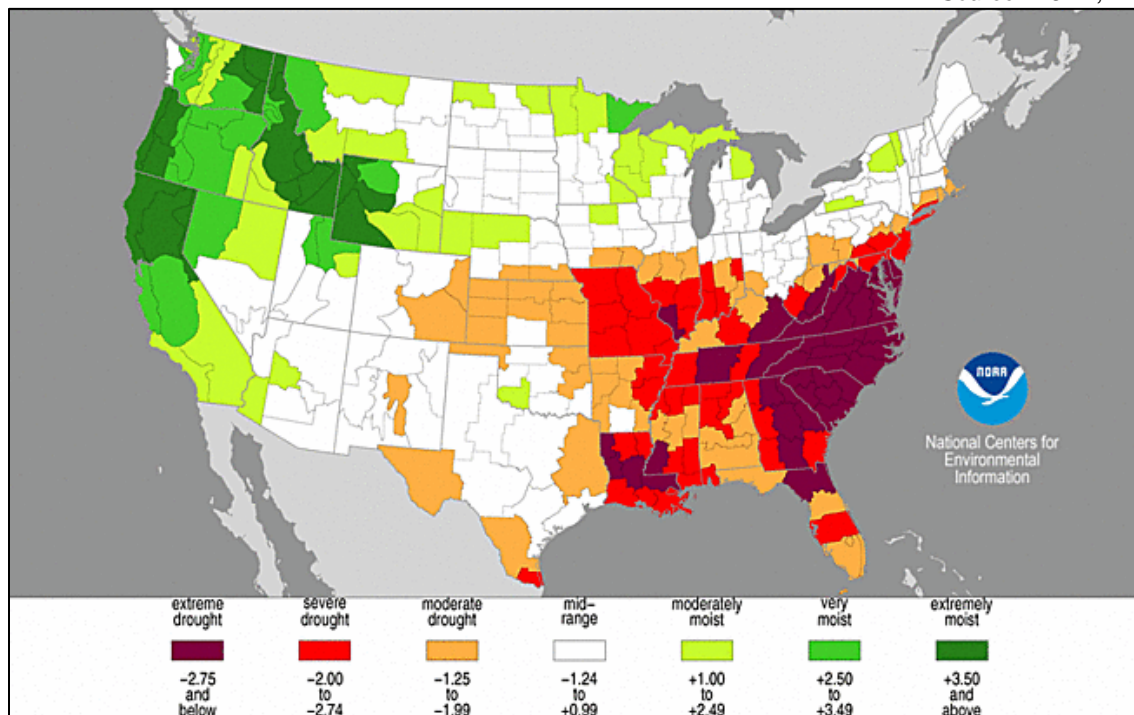 NOAA
National Centers for
Environmental
Information
extreme drought
severe drought
moderate drought
mid-range
moderately moist
very moist
extremely moist
−2.75 and below
−2.00 to −2.74
−1.25 to −1.99
−1.24 to +0.99
+1.00 to +2.49
+2.50 to +3.49
+3.50 and above